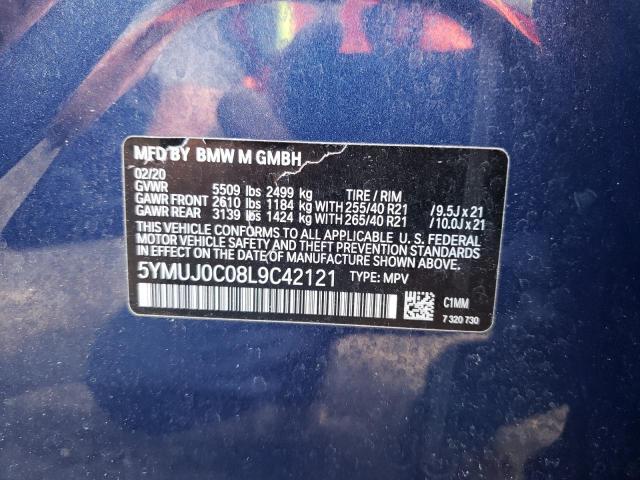 MFD BY BMW M GMBH
02/20
GVWR 5509 lbs 2499 kg TIRE / RIM
GAWR FRONT 2610 lbs 1184 kg WITH 255/40 R21 /9.5J x 21
GAWR REAR 3139 lbs 1424 kg WITH 265/40 R21 /10.0J x 21
THIS VEHICLE CONFORMS TO ALL APPLICABLE U. S. FEDERAL
MOTOR VEHICLE SAFETY AND THEFT PREVENTION STANDARDS
IN EFFECT ON THE DATE OF MANUFACTURE SHOWN ABOVE.
5YMUJ0C08L9C42121 TYPE: MPV
C1MM
7 320 730